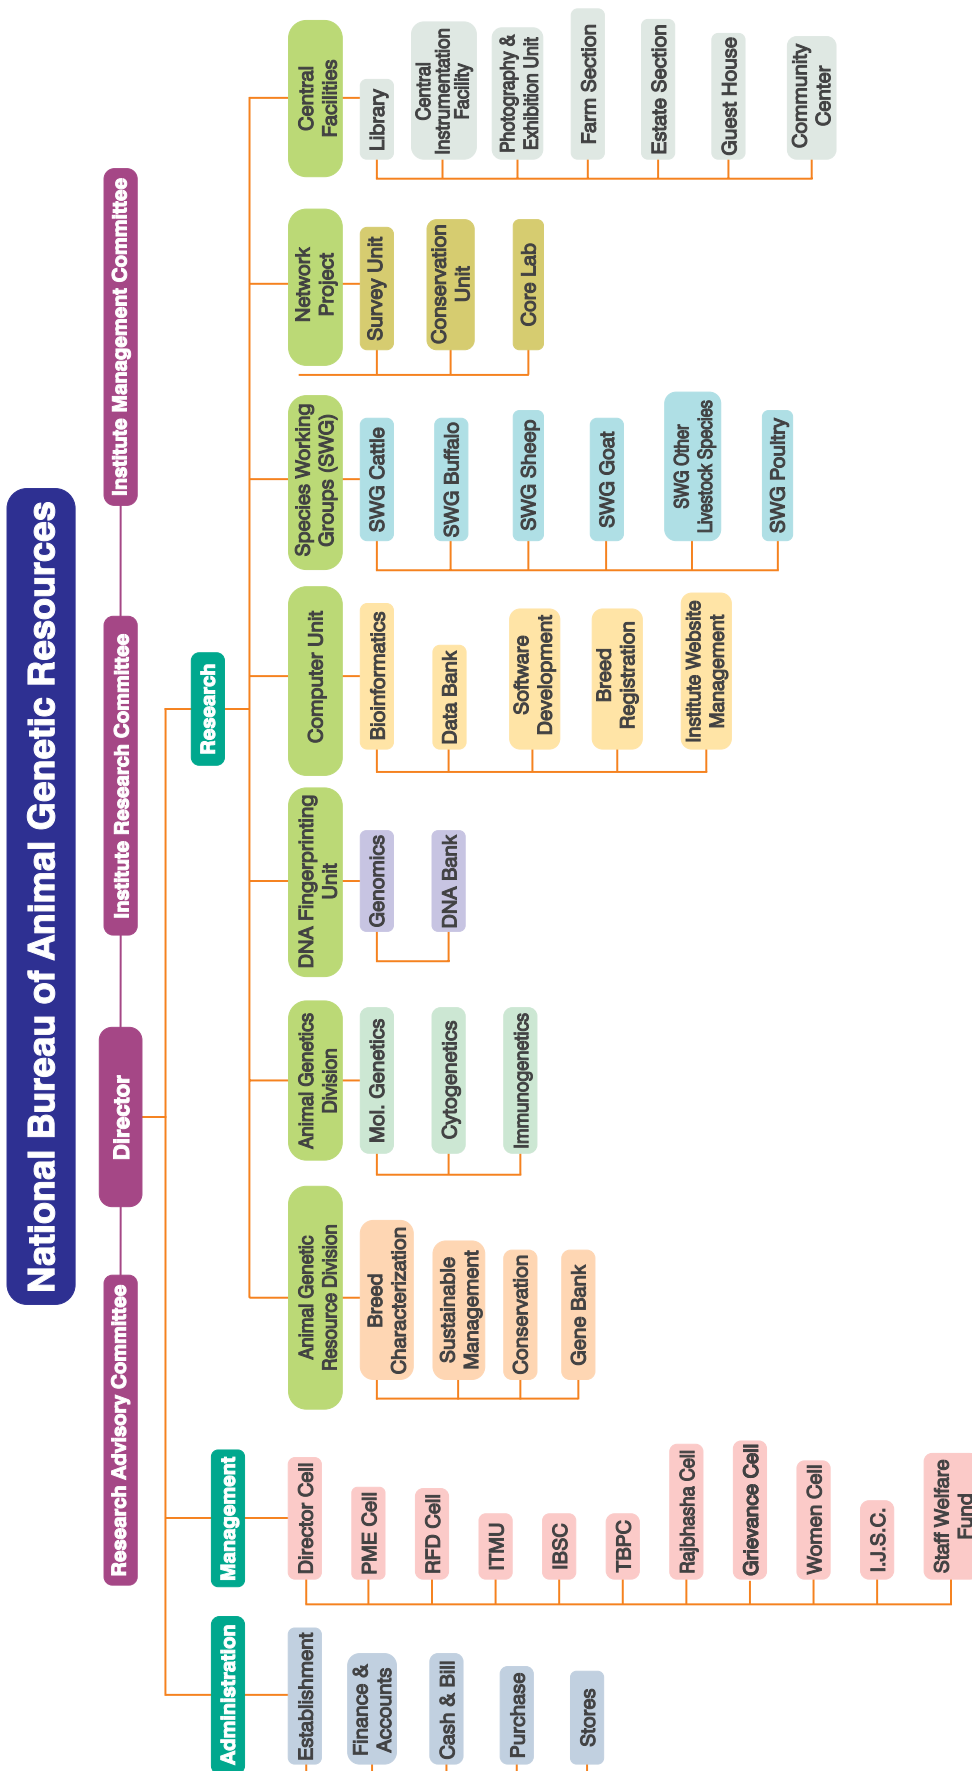 National Bureau of Animal Genetic Resources
Research Advisory Committee
Director
Institute Research Committee
Institute Management Committee
Administration
Management
Research
Establishment
Finance &
Accounts
Cash & Bill
Purchase
Stores
Director Cell
PME Cell
RFD Cell
ITMU
IBSC
TBPC
Rajbhasha Cell
Grievance Cell
Women Cell
I.J.S.C.
Staff Welfare
Fund
Animal Genetic
Resource Division
Breed
Characterization
Sustainable
Management
Conservation
Gene Bank
Animal Genetics
Division
Mol. Genetics
Cytogenetics
Immunogenetics
DNA Fingerprinting
Unit
Genomics
DNA Bank
Computer Unit
Bioinformatics
Data Bank
Software
Development
Breed
Registration
Institute Website
Management
Species Working
Groups (SWG)
SWG Cattle
SWG Buffalo
SWG Sheep
SWG Goat
SWG Other
Livestock Species
SWG Poultry
Network
Project
Survey Unit
Conservation
Unit
Core Lab
Central
Facilities
Library
Central
Instrumentation
Facility
Photography &
Exhibition Unit
Farm Section
Estate Section
Guest House
Community
Center